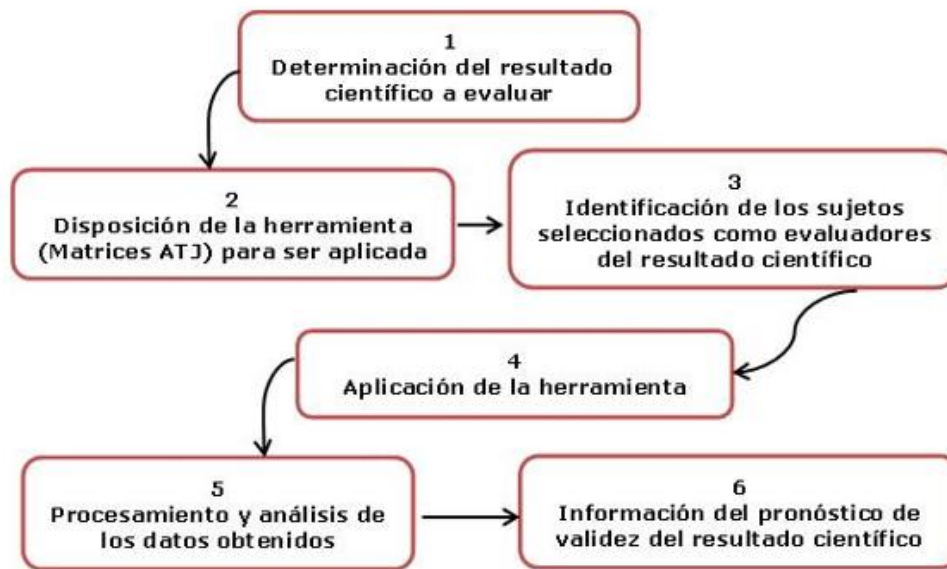 1
Determinación del resultado
científico a evaluar
2
Disposición de la herramienta
(Matrices ATJ) para ser aplicada
3
Identificación de los sujetos
seleccionados como evaluadores
del resultado científico
4
Aplicación de la herramienta
5
Procesamiento y análisis de
los datos obtenidos
6
Información del pronóstico de
validez del resultado científico